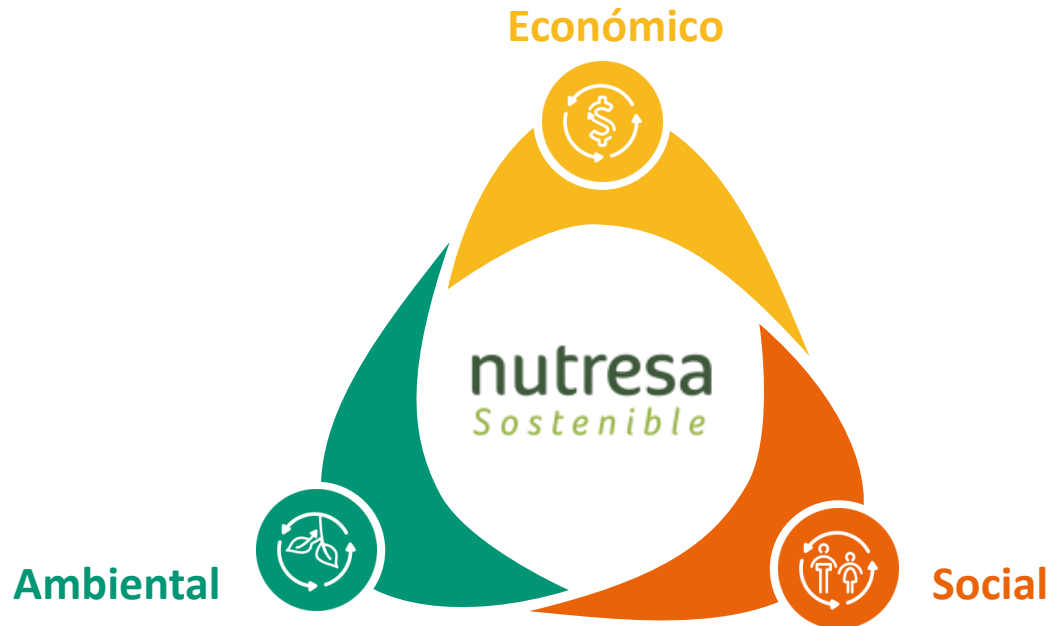 Económico
nutresa
Sostenible
Ambiental
Social